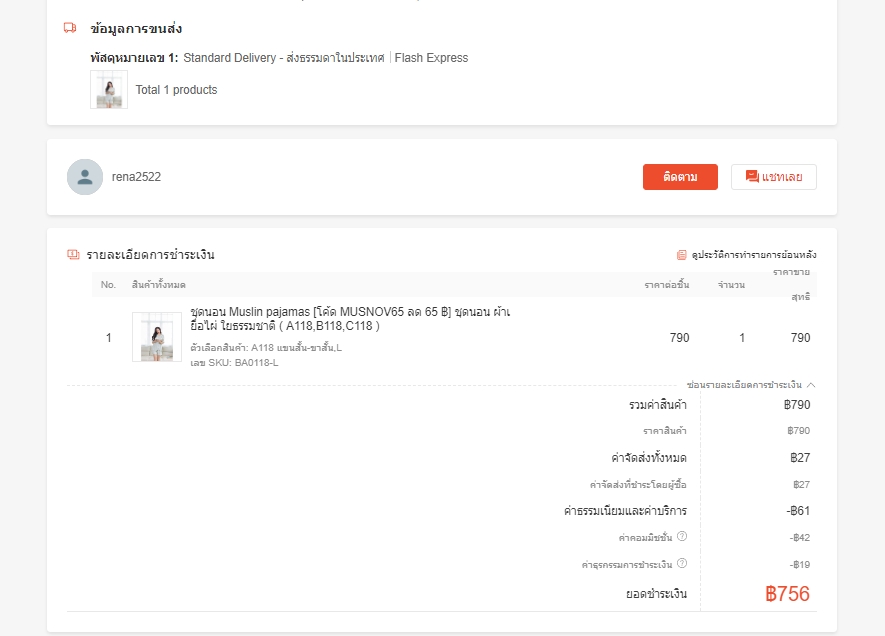 ข้อมูลการขนส่ง
พัสดุหมายเลข 1: Standard Delivery - ส่งธรรมดาในประเทศ | Flash Express
Total 1 products
rena2522
ติดตาม
แชทเลย
รายละเอียดการชำระเงิน
ดูประวัติการทำรายการย้อนหลัง
No. สินค้าทั้งหมด ราคาต่อชิ้น จำนวน ราคาขายสุทธิ
ชุดนอน Muslin pajamas [โค้ด MUSNOV65 ลด 65 ฿] ชุดนอน ผ้าเ
ยื่อไผ่ ใยธรรมชาติ ( A118,B118,C118 )
1 790 1 790
ตัวเลือกสินค้า: A118 แขนสั้น-ขาสั้น,L
เลข SKU: BA0118-L
ซ่อนรายละเอียดการชำระเงิน
รวมค่าสินค้า ฿790
ราคาสินค้า ฿790
ค่าจัดส่งทั้งหมด ฿27
ค่าจัดส่งที่ชำระโดยผู้ซื้อ ฿27
ค่าธรรมเนียมและค่าบริการ -฿61
ค่าคอมมิชชั่น -฿42
ค่าธุรกรรมการชำระเงิน -฿19
ยอดชำระเงิน ฿756